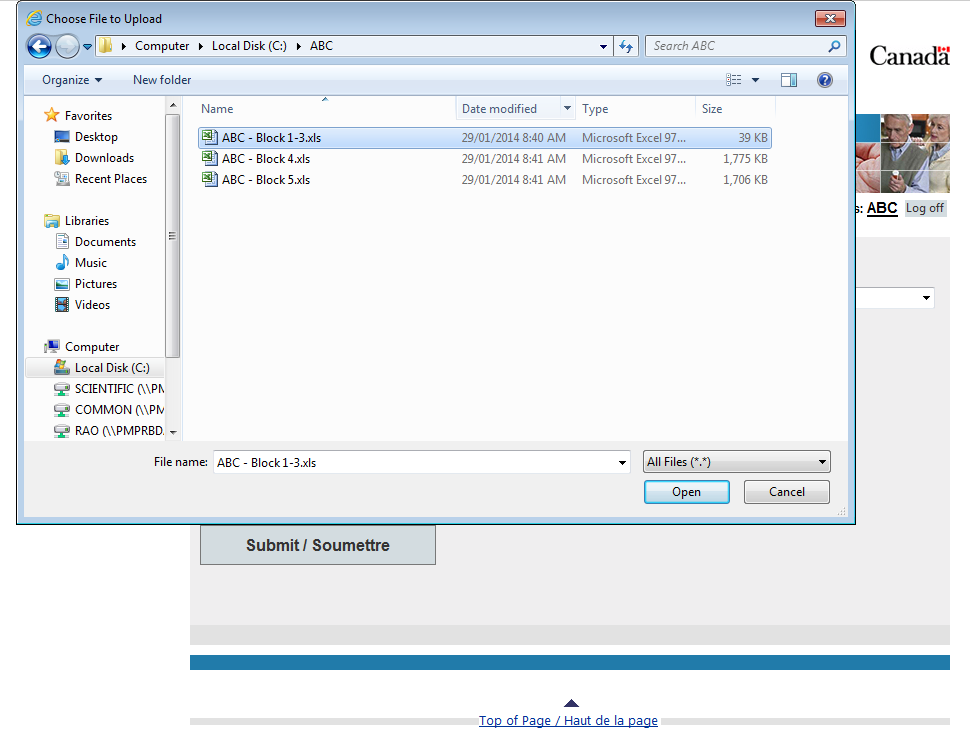 Choose File to Upload
Computer Local Disk (C:) ABC
Search ABC
Canada
Organize New folder
Name Date modified Type Size
Favorites
Desktop
Downloads
Recent Places
Libraries
Documents
Music
Pictures
Videos
Computer
Local Disk (C:)
SCIENTIFIC (\\PM
COMMON (\\PM
RAO (\\PMPRBD
ABC - Block 1-3.xls 29/01/2014 8:40 AM Microsoft Excel 97... 39 KB
ABC - Block 4.xls 29/01/2014 8:41 AM Microsoft Excel 97... 1,775 KB
ABC - Block 5.xls 29/01/2014 8:41 AM Microsoft Excel 97... 1,706 KB
s: ABC Log off
File name: ABC - Block 1-3.xls All Files (*.*)
Open Cancel
Submit / Soumettre
Top of Page / Haut de la page